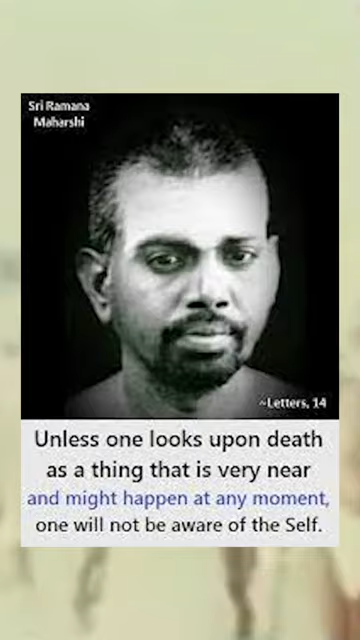 Sri Ramana
Maharshi
~Letters, 14
Unless one looks upon death
as a thing that is very near
and might happen at any moment,
one will not be aware of the Self.